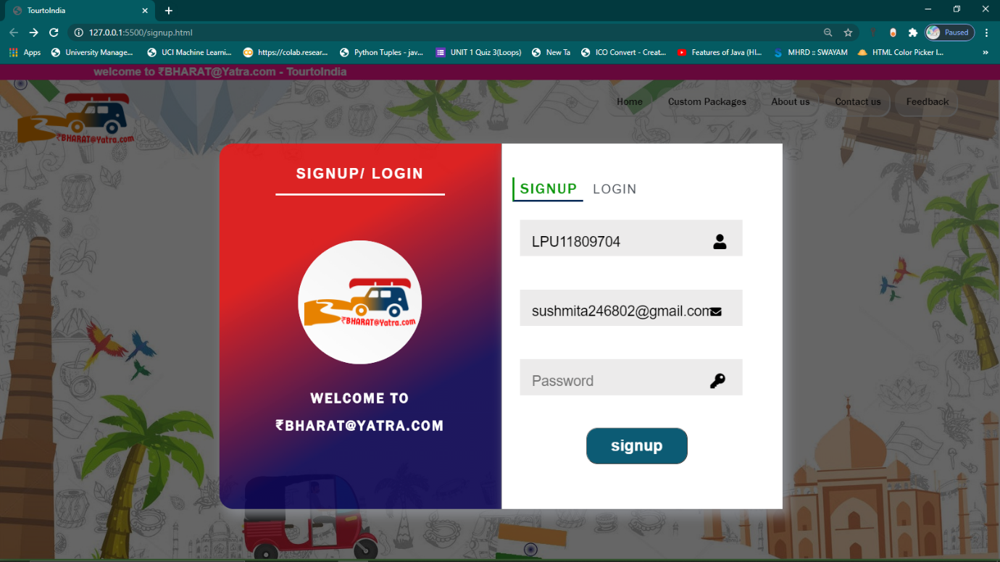 TourtoIndia
127.0.0.1:5500/signup.html
Paused
Apps
University Manage...
UCI Machine Learni...
https://colab.resear...
Python Tuples - jav...
UNIT 1 Quiz 3(Loops)
New Ta
ICO Convert - Creat...
Features of Java (HI...
MHRD :: SWAYAM
HTML Color Picker I...
»
welcome to ₹BHARAT@Yatra.com - TourtoIndia
₹BHARAT@Yatra.com
Home
Custom Packages
About us
Contact us
Feedback
SIGNUP/ LOGIN
₹BHARAT@Yatra.com
WELCOME TO
₹BHARAT@YATRA.COM
SIGNUP
LOGIN
LPU11809704
sushmita246802@gmail.com
Password
signup